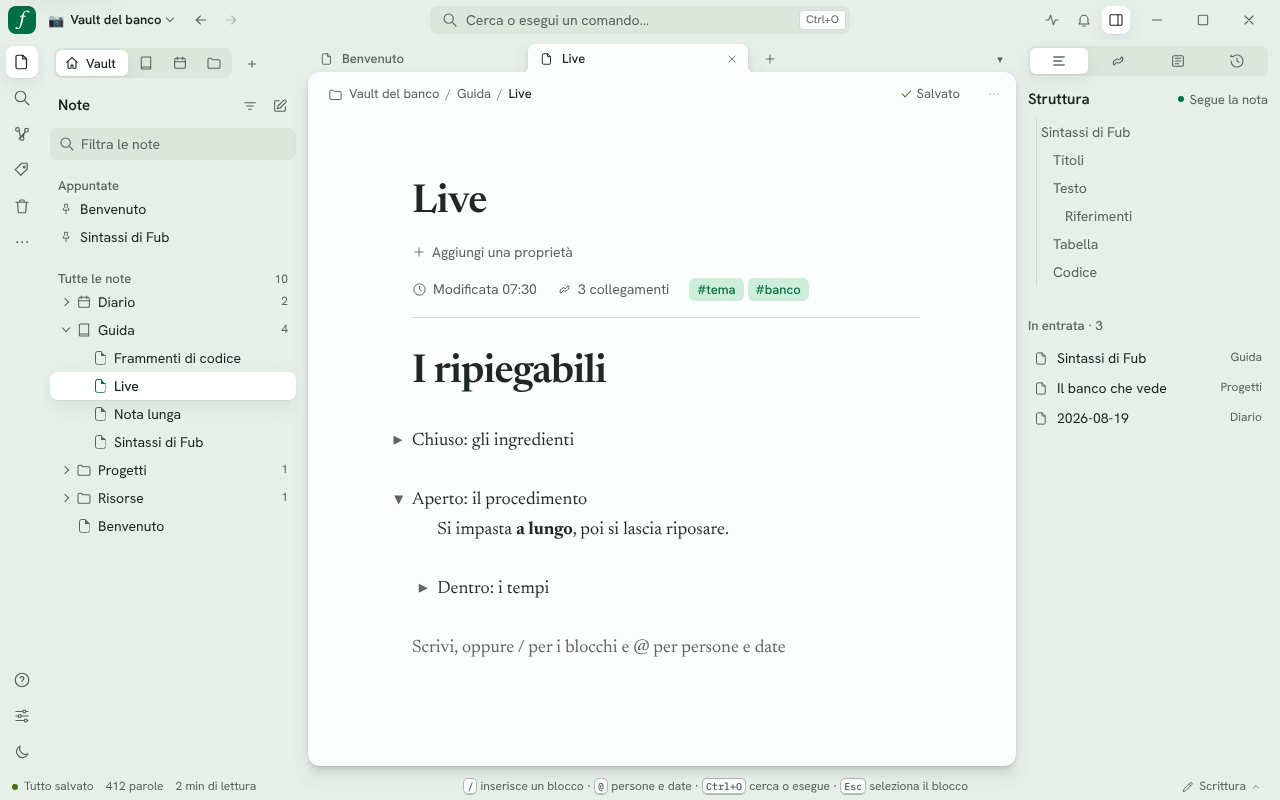 Vault del banco
Cerca o esegui un comando…
Ctrl+O
Vault
Note
Filtra le note
Appuntate
Benvenuto
Sintassi di Fub
Tutte le note 10
Diario 2
Guida 4
Frammenti di codice
Live
Nota lunga
Sintassi di Fub
Progetti 1
Risorse 1
Benvenuto
Benvenuto
Live
Vault del banco / Guida / Live
Salvato
Live
Aggiungi una proprietà
Modificata 07:30
3 collegamenti
#tema
#banco
I ripiegabili
Chiuso: gli ingredienti
Aperto: il procedimento
Si impasta a lungo, poi si lascia riposare.
Dentro: i tempi
Scrivi, oppure / per i blocchi e @ per persone e date
Struttura
Segue la nota
Sintassi di Fub
Titoli
Testo
Riferimenti
Tabella
Codice
In entrata · 3
Sintassi di Fub Guida
Il banco che vede Progetti
2026-08-19 Diario
Tutto salvato 412 parole 2 min di lettura
/ inserisce un blocco · @ persone e date · Ctrl+O cerca o esegue · Esc seleziona il blocco
Scrittura